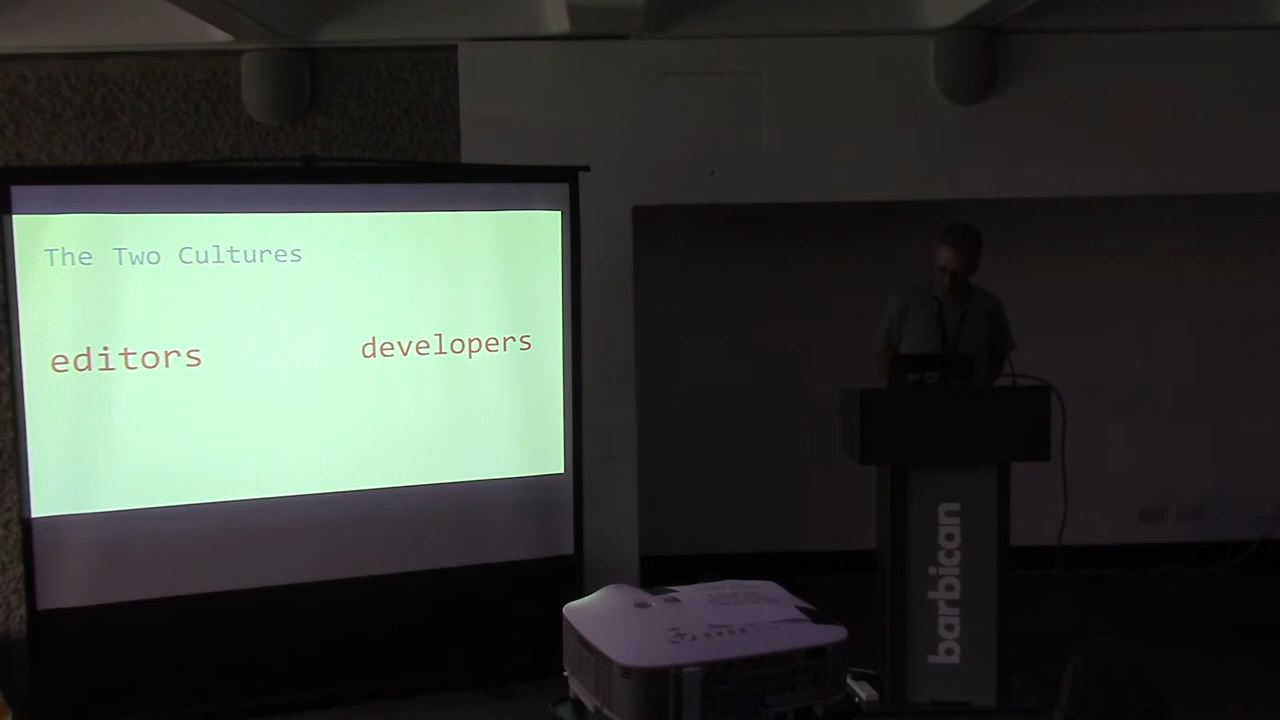 The Two Cultures
editors
developers
barbican